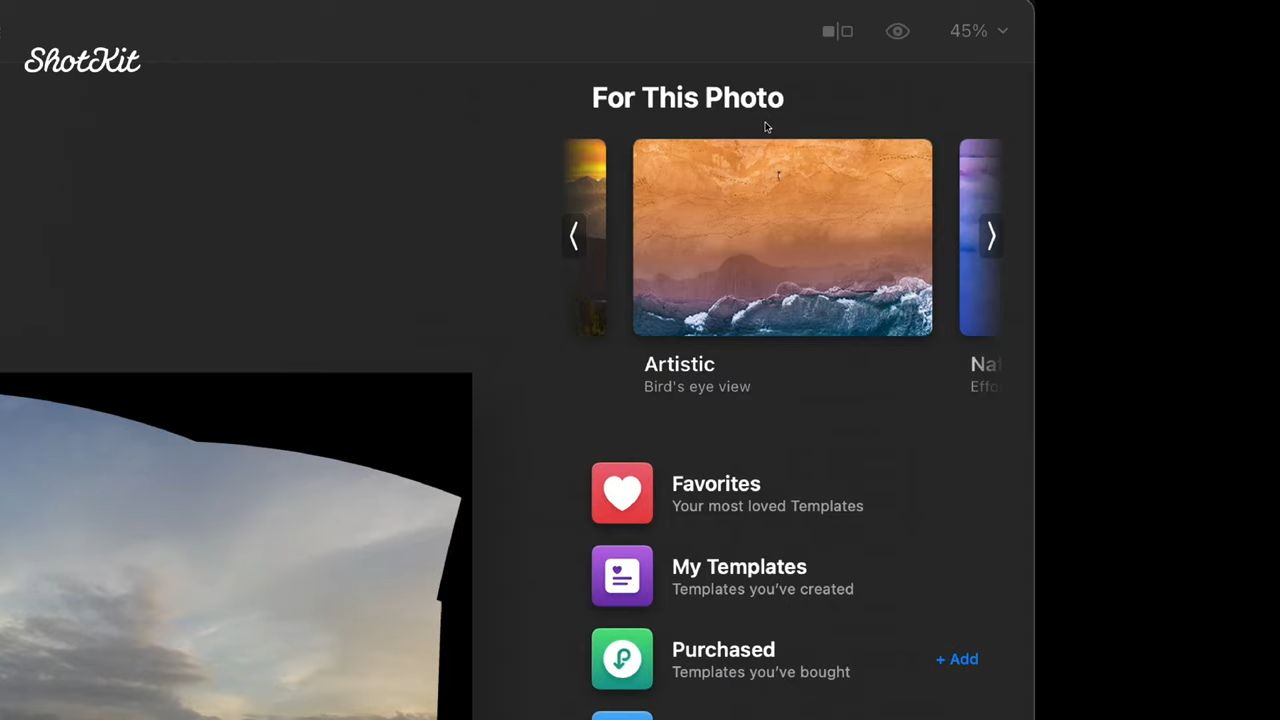 45%
ShotKit
For This Photo
Artistic
Bird's eye view
Favorites
Your most loved Templates
My Templates
Templates you’ve created
Purchased
Templates you’ve bought
+ Add